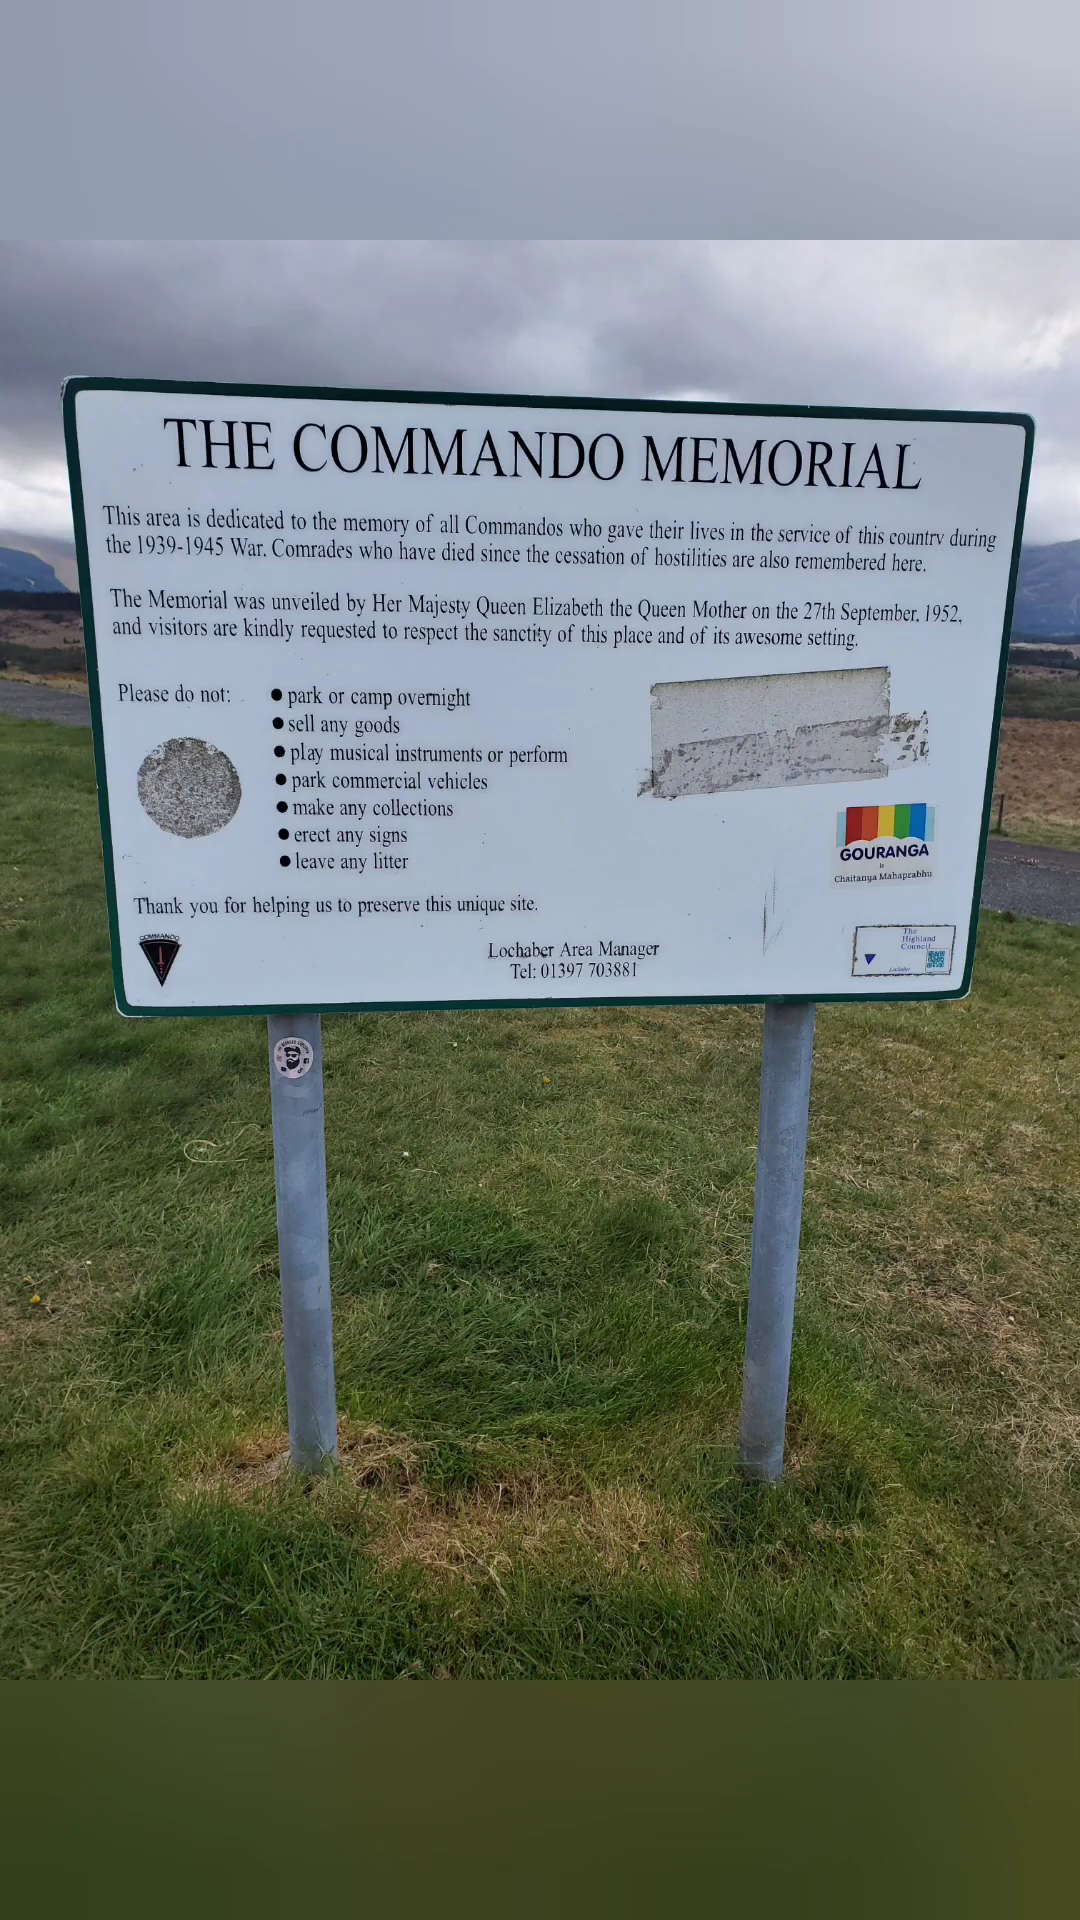 THE COMMANDO MEMORIAL
This area is dedicated to the memory of all Commandos who gave their lives in the service of this country during
the 1939-1945 War. Comrades who have died since the cessation of hostilities are also remembered here.
The Memorial was unveiled by Her Majesty Queen Elizabeth the Queen Mother on the 27th September. 1952,
and visitors are kindly requested to respect the sanctity of this place and of its awesome setting.
Please do not:
● park or camp overnight
● sell any goods
● play musical instruments or perform
● park commercial vehicles
● make any collections
● erect any signs
● leave any litter
GOURANGA
is
Chaitanya Mahaprabhu
Thank you for helping us to preserve this unique site.
COMMANDO
Lochaber Area Manager
Tel: 01397 703881
The
Highland
Council
Lochaber